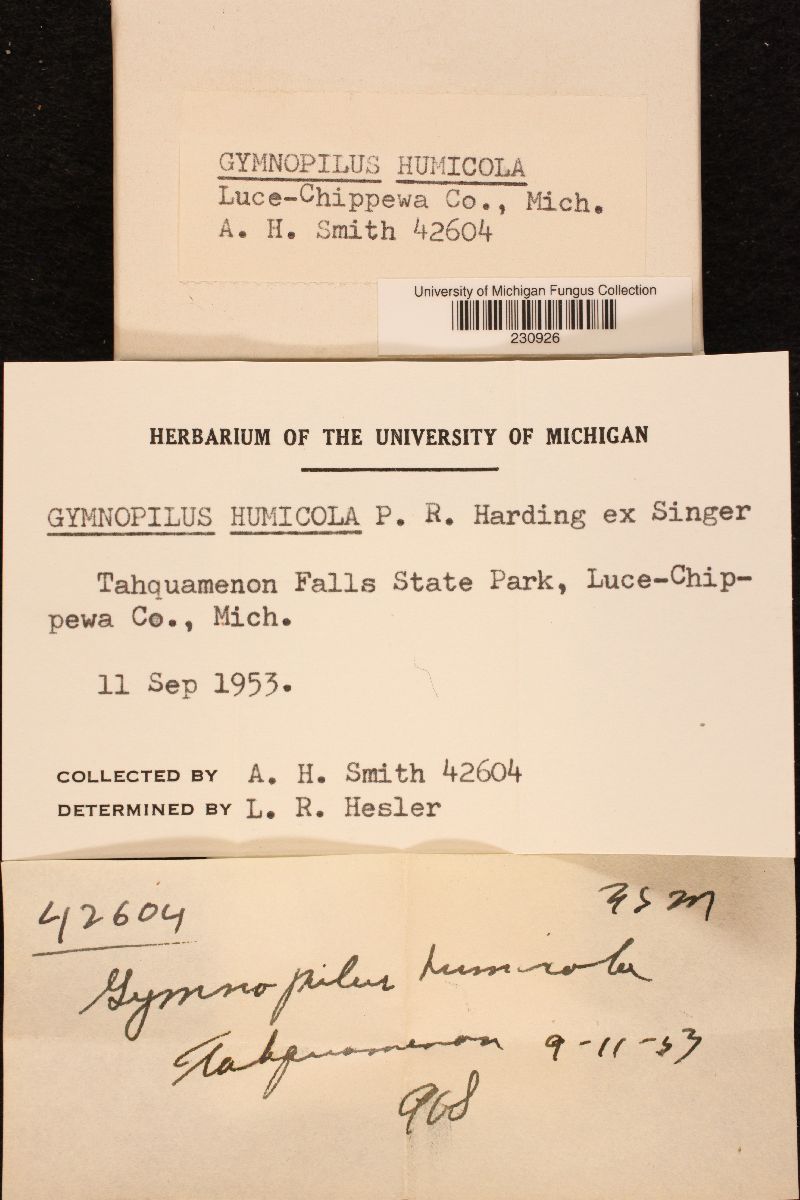 GYMNOPILUS HUMICOLA
Luce-Chippewa Co., Mich.
A. H. Smith 42604
University of Michigan Fungus Collection
230926
HERBARIUM OF THE UNIVERSITY OF MICHIGAN
GYMNOPILUS HUMICOLA P. R. Harding ex Singer
Tahquamenon Falls State Park, Luce-Chip-
pewa Co., Mich.
11 Sep 1953.
COLLECTED BY A. H. Smith 42604
DETERMINED BY L. R. Hesler
42604
Gymnopilus humicola
Tahquamenon 9-11-53
968